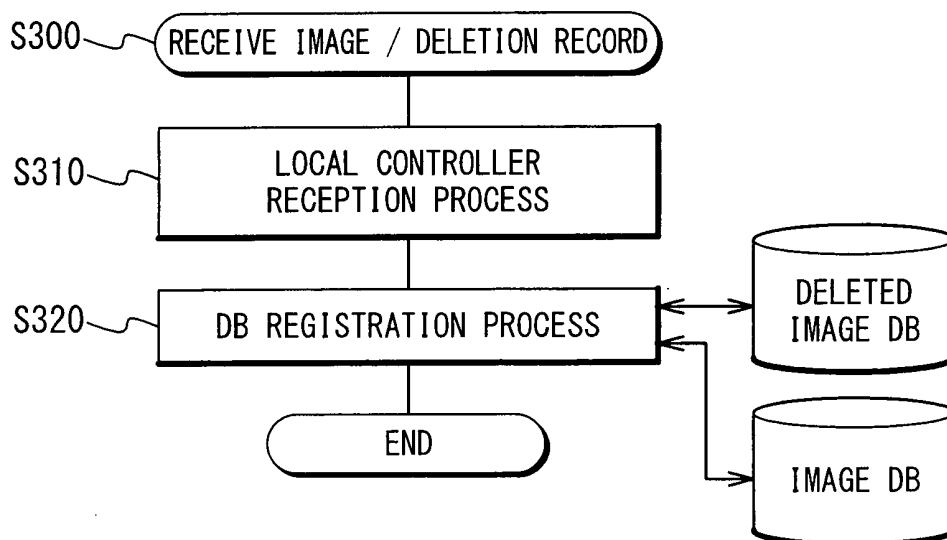 S300
RECEIVE IMAGE / DELETION RECORD
S310
LOCAL CONTROLLER
RECEPTION PROCESS
S320
DB REGISTRATION PROCESS
DELETED
IMAGE DB
END
IMAGE DB